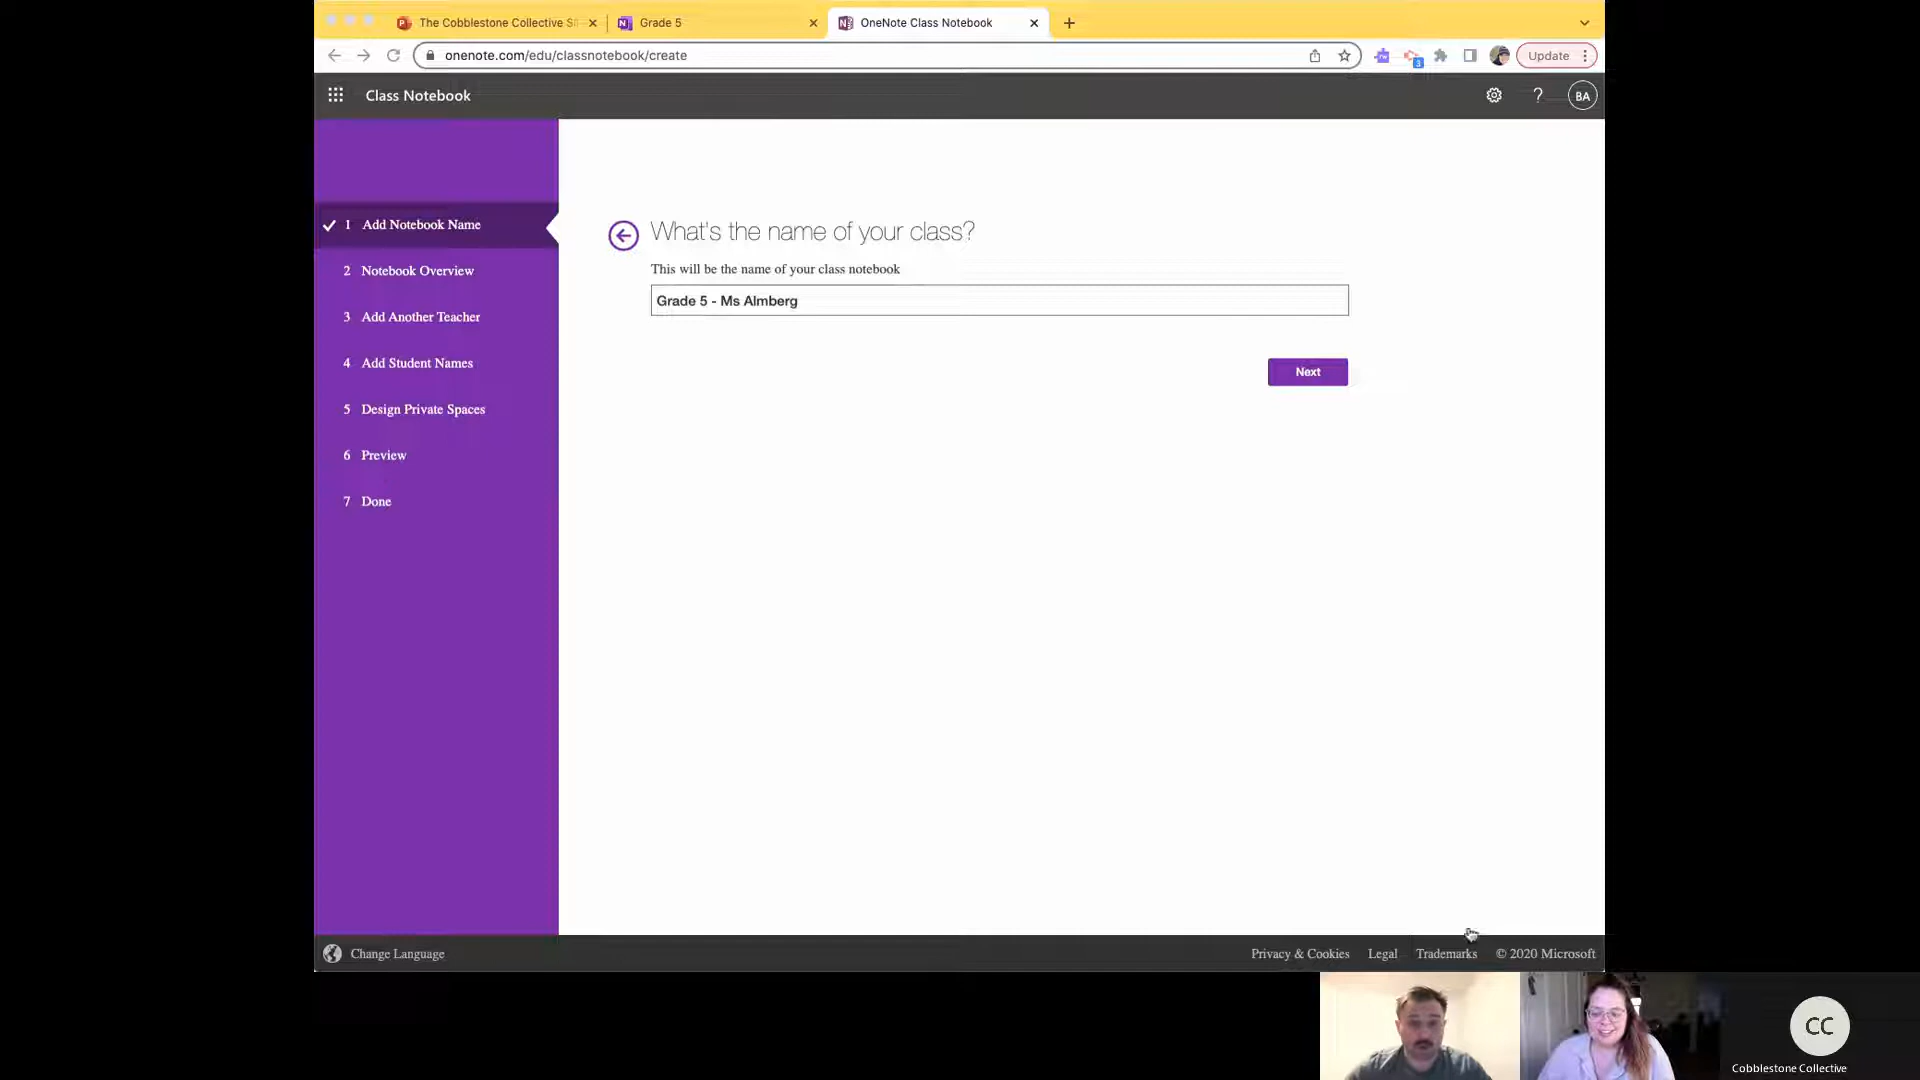 The Cobblestone Collective Sli
Grade 5
OneNote Class Notebook
onenote.com/edu/classnotebook/create
3
Update
Class Notebook
?
BA
1 Add Notebook Name
2 Notebook Overview
3 Add Another Teacher
4 Add Student Names
5 Design Private Spaces
6 Preview
7 Done
What's the name of your class?
This will be the name of your class notebook
Grade 5 - Ms Almberg
Next
Change Language
Privacy & Cookies Legal Trademarks © 2020 Microsoft
CC
Cobblestone Collective